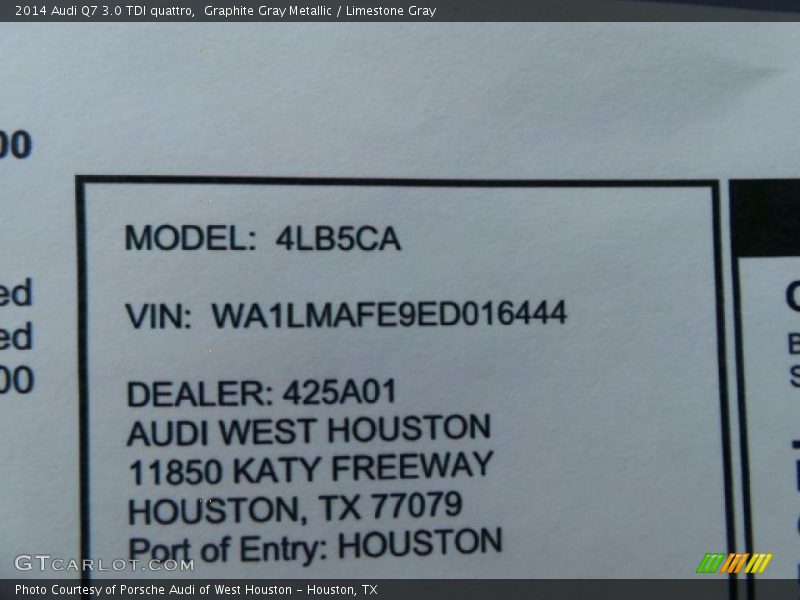 2014 Audi Q7 3.0 TDI quattro,  Graphite Gray Metallic / Limestone Gray
00
MODEL: 4LB5CA
ed
VIN: WA1LMAFE9ED016444
ed
00
DEALER: 425A01
AUDI WEST HOUSTON
11850 KATY FREEWAY
HOUSTON, TX 77079
Port of Entry: HOUSTON
GTCARLOT.COM
Photo Courtesy of Porsche Audi of West Houston - Houston, TX